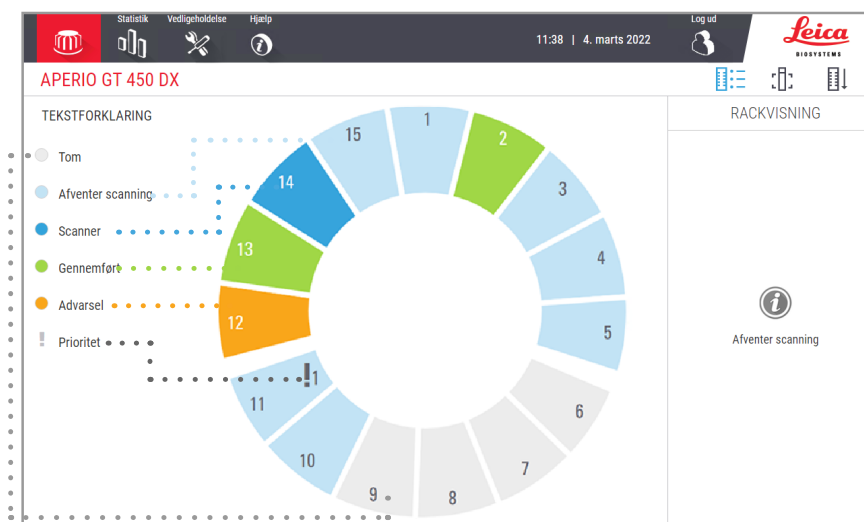 Statistik
Vedligeholdelse
Hjælp
11:38 | 4. marts 2022
Log ud
Leica
BIOSYSTEMS
APERIO GT 450 DX
TEKSTFORKLARING
Tom
Afventer scanning
Scanner
Gennemført
Advarsel
! Prioritet
1
2
3
4
5
6
7
8
9
10
11
!1
12
13
14
15
RACKVISNING
Afventer scanning